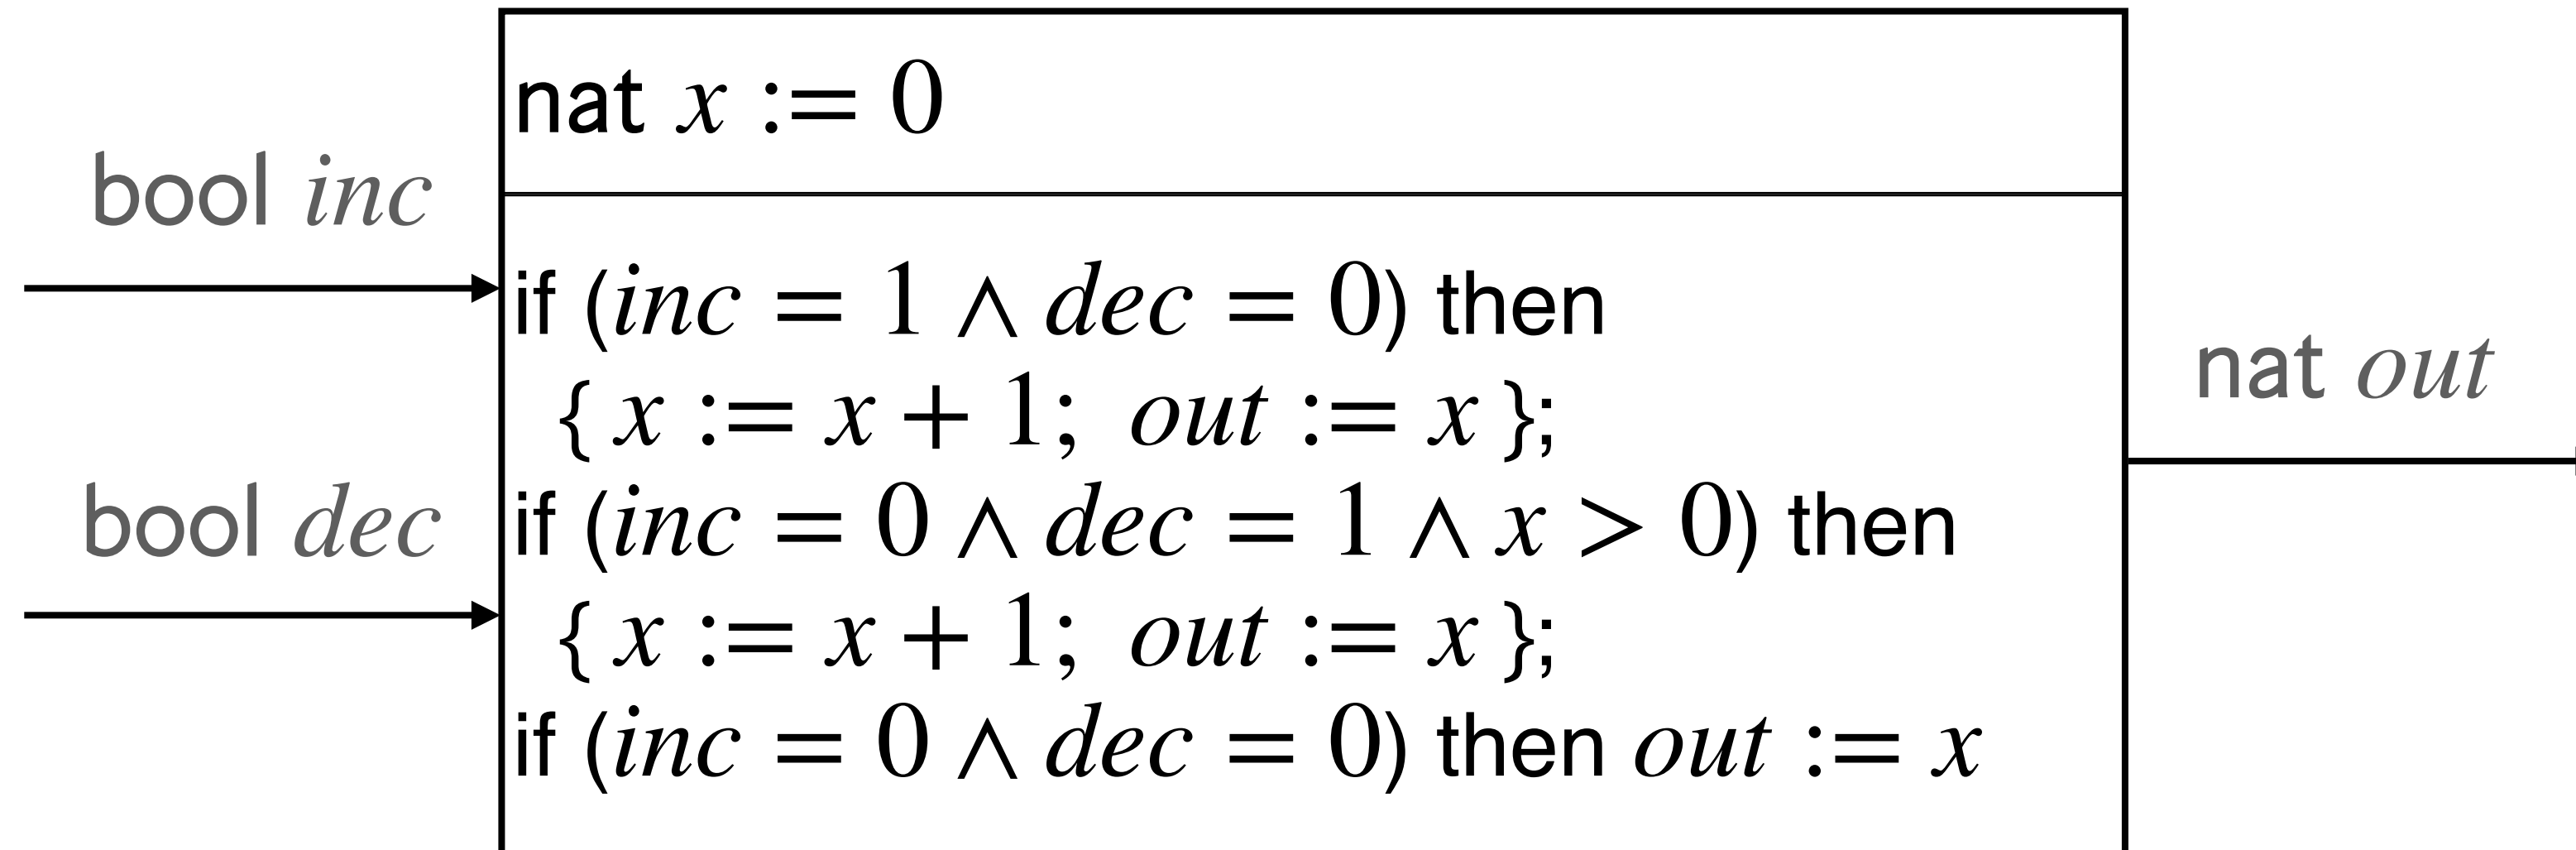 nat x := 0
bool inc
if (inc = 1 ∧ dec = 0) then
{ x := x + 1; out := x };
nat out
bool dec
if (inc = 0 ∧ dec = 1 ∧ x > 0) then
{ x := x + 1; out := x };
if (inc = 0 ∧ dec = 0) then out := x